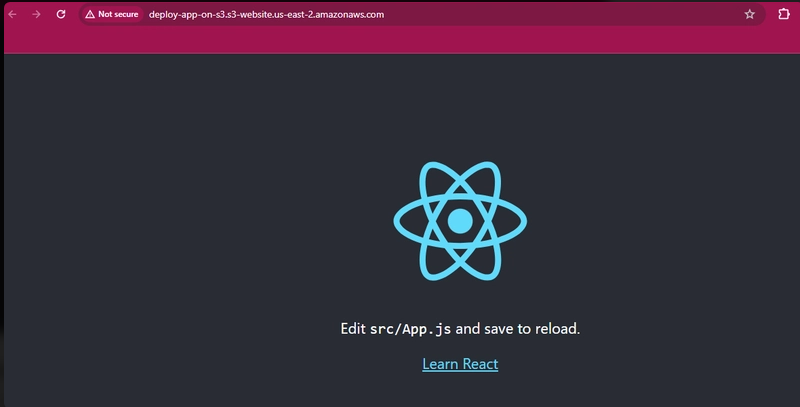 Not secure
deploy-app-on-s3.s3-website.us-east-2.amazonaws.com
Edit src/App.js and save to reload.
Learn React